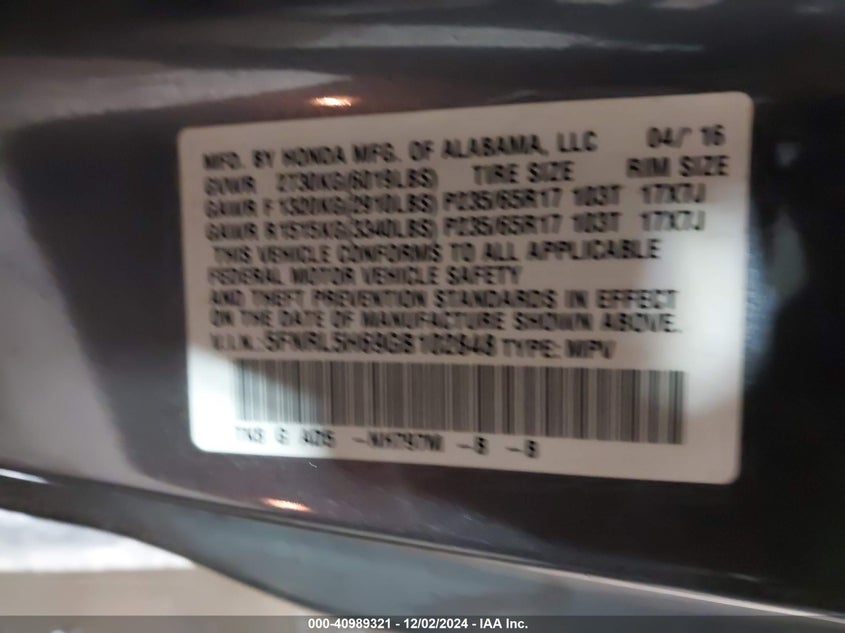 MFD. BY HONDA MFG. OF ALABAMA, LLC 04/16
GVWR 2730KG(6019LBS) TIRE SIZE RIM SIZE
GAWR F 1320KG(2910LBS) P235/65R17 103T 17X7J
GAWR R 1515KG(3340LBS) P235/65R17 103T 17X7J
THIS VEHICLE CONFORMS TO ALL APPLICABLE
FEDERAL MOTOR VEHICLE SAFETY
AND THEFT PREVENTION STANDARDS IN EFFECT
ON THE DATE OF MANUFACTURE SHOWN ABOVE.
V.I.N.: 5FNRL5H69GB102948 TYPE: MPV
000-40989321 - 12/02/2024 - IAA Inc.